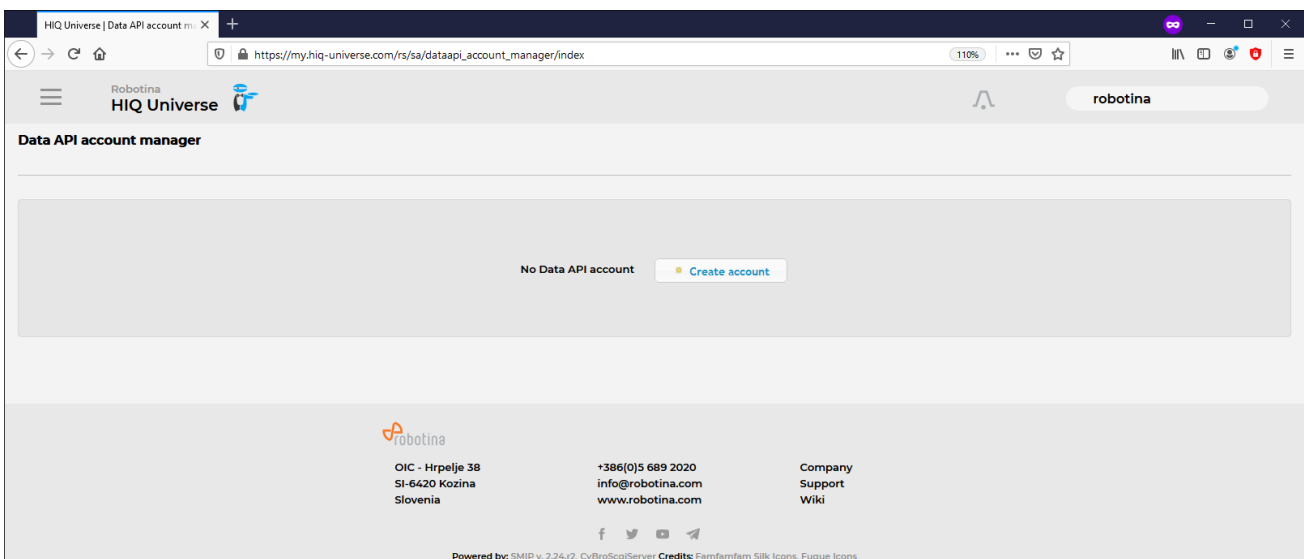 HIQ Universe | Data API account m
https://my.hiq-universe.com/rs/sa/dataapi_account_manager/index
110%
Robotina
HIQ Universe
robotina
Data API account manager
No Data API account
Create account
robotina
OIC - Hrpelje 38
+386(0)5 689 2020
Company
SI-6420 Kozina
info@robotina.com
Support
Slovenia
www.robotina.com
Wiki
Powered by: SMIP v. 2.24.r2, CyBroScgiServer Credits: Famfamfam Silk Icons, Fugue Icons